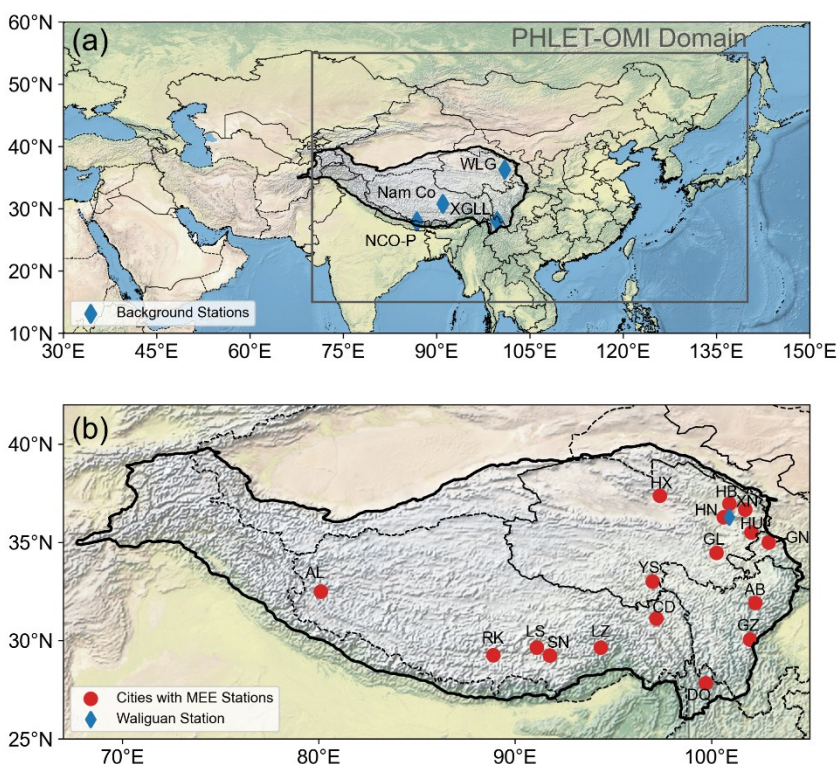 60°N
(a)
PHLET-OMI Domain
50°N
40°N
WLG
Nam Co
XGLL
30°N
NCO-P
20°N
Background Stations
10°N
30°E 45°E 60°E 75°E 90°E 105°E 120°E 135°E 150°E
(b)
40°N
HX
HB
XN
HN
HU
35°N
GL
GN
YS
AL
AB
CD
30°N
RK
LS
SN
LZ
GZ
DQ
Cities with MEE Stations
Waliguan Station
25°N
70°E 80°E 90°E 100°E